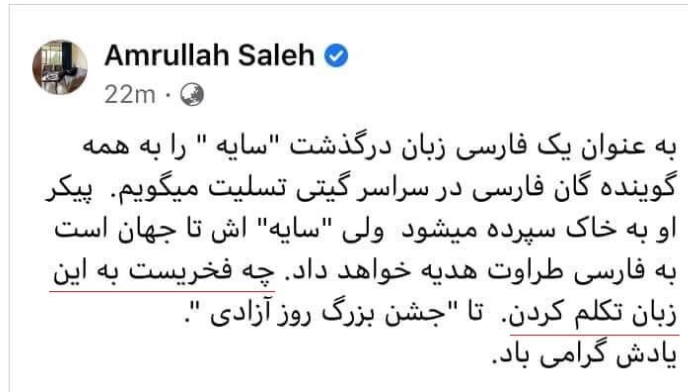 Amrullah Saleh
22m ·
به عنوان یک فارسی زبان درگذشت "سایه " را به همه
گوینده گان فارسی در سراسر گیتی تسلیت میگویم. پیکر
او به خاک سپرده میشود ولی "سایه" اش تا جهان است
به فارسی طراوت هدیه خواهد داد. چه فخریست به این
زبان تکلم کردن. تا "جشن بزرگ روز آزادی ".
یادش گرامی باد.